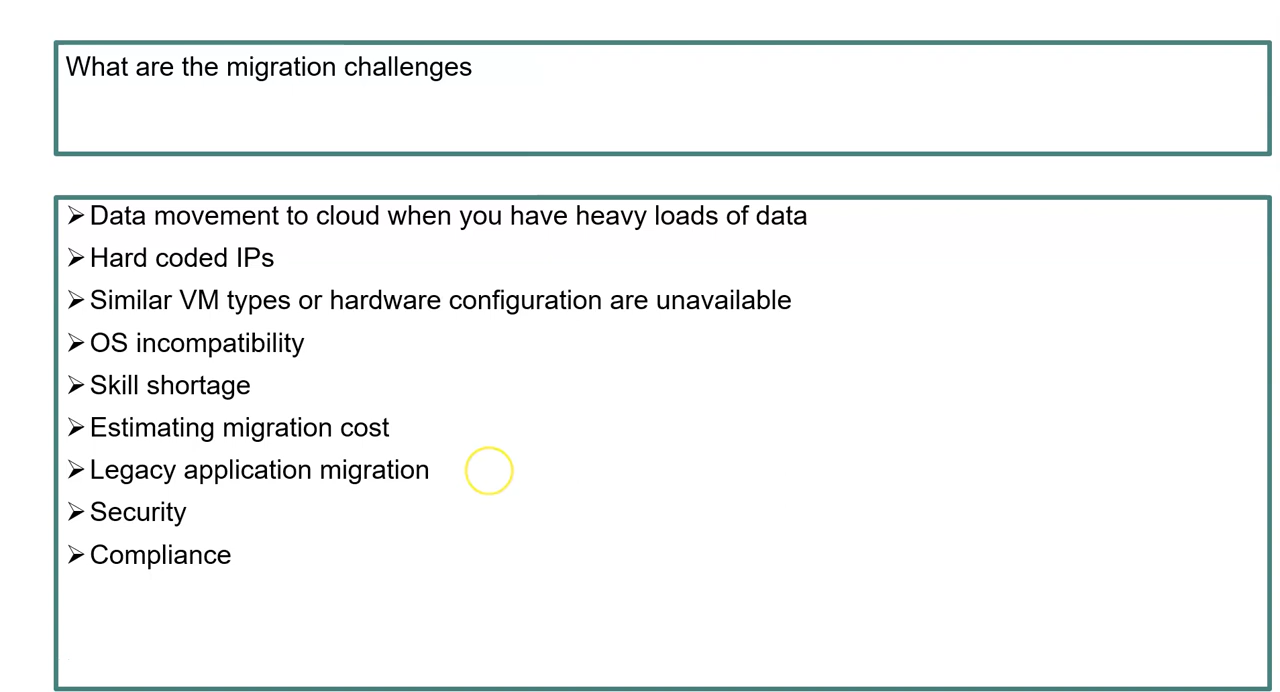 What are the migration challenges
➢Data movement to cloud when you have heavy loads of data
➢Hard coded IPs
➢Similar VM types or hardware configuration are unavailable
➢OS incompatibility
➢Skill shortage
➢Estimating migration cost
➢Legacy application migration
➢Security
➢Compliance